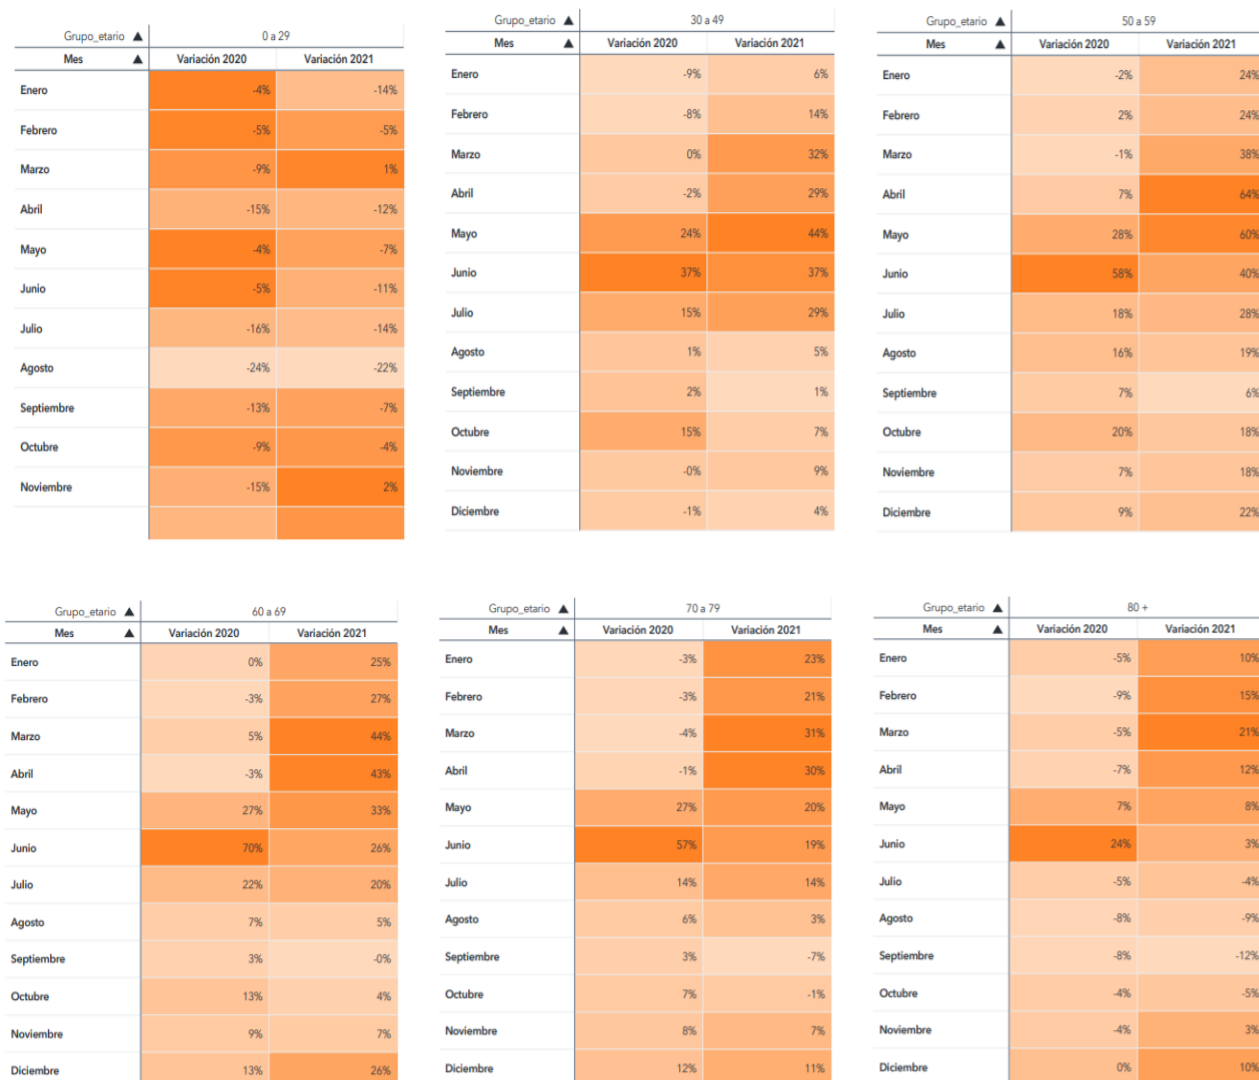 Grupo_etario ▲ 0 a 29
Mes ▲ Variación 2020 Variación 2021
Enero -4% -14%
Febrero -5% -5%
Marzo -9% 1%
Abril -15% -12%
Mayo -4% -7%
Junio -5% -11%
Julio -16% -14%
Agosto -24% -22%
Septiembre -13% -7%
Octubre -9% -4%
Noviembre -15% 2%
Grupo_etario ▲ 30 a 49
Mes ▲ Variación 2020 Variación 2021
Enero -9% 6%
Febrero -8% 14%
Marzo 0% 32%
Abril -2% 29%
Mayo 24% 44%
Junio 37% 37%
Julio 15% 29%
Agosto 1% 5%
Septiembre 2% 1%
Octubre 15% 7%
Noviembre -0% 9%
Diciembre -1% 4%
Grupo_etario ▲ 50 a 59
Mes ▲ Variación 2020 Variación 2021
Enero -2% 24%
Febrero 2% 24%
Marzo -1% 38%
Abril 7% 64%
Mayo 28% 60%
Junio 58% 40%
Julio 18% 28%
Agosto 16% 19%
Septiembre 7% 6%
Octubre 20% 18%
Noviembre 7% 18%
Diciembre 9% 22%
Grupo_etario ▲ 60 a 69
Mes ▲ Variación 2020 Variación 2021
Enero 0% 25%
Febrero -3% 27%
Marzo 5% 44%
Abril -3% 43%
Mayo 27% 33%
Junio 70% 26%
Julio 22% 20%
Agosto 7% 5%
Septiembre 3% -0%
Octubre 13% 4%
Noviembre 9% 7%
Diciembre 13% 26%
Grupo_etario ▲ 70 a 79
Mes ▲ Variación 2020 Variación 2021
Enero -3% 23%
Febrero -3% 21%
Marzo -4% 31%
Abril -1% 30%
Mayo 27% 20%
Junio 57% 19%
Julio 14% 14%
Agosto 6% 3%
Septiembre 3% -7%
Octubre 7% -1%
Noviembre 8% 7%
Diciembre 12% 11%
Grupo_etario ▲ 80 +
Mes ▲ Variación 2020 Variación 2021
Enero -5% 10%
Febrero -9% 15%
Marzo -5% 21%
Abril -7% 12%
Mayo 7% 8%
Junio 24% 3%
Julio -5% -4%
Agosto -8% -9%
Septiembre -8% -12%
Octubre -4% -5%
Noviembre -4% 3%
Diciembre 0% 10%